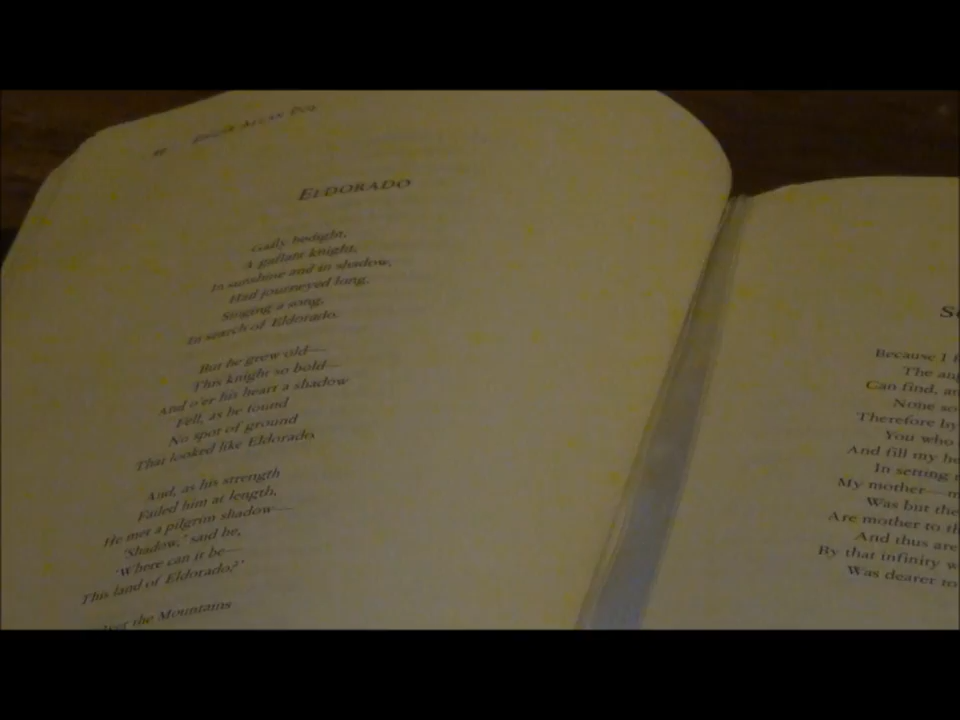 Edgar Allan Poe
ELDORADO
Gaily bedight,
A gallant knight,
In sunshine and in shadow,
Had journeyed long,
Singing a song,
In search of Eldorado.
But he grew old—
This knight so bold—
And o'er his heart a shadow
Fell, as he found
No spot of ground
That looked like Eldorado.
And, as his strength
Failed him at length,
He met a pilgrim shadow—
'Shadow,' said he,
'Where can it be—
This land of Eldorado?'
the Mountains
Because I
The
Can find,
None so
Therefore by
You who
And fill my
In setting
My mother—
Was but the
Are mother to
And thus are
By that infinity
Was dearer to